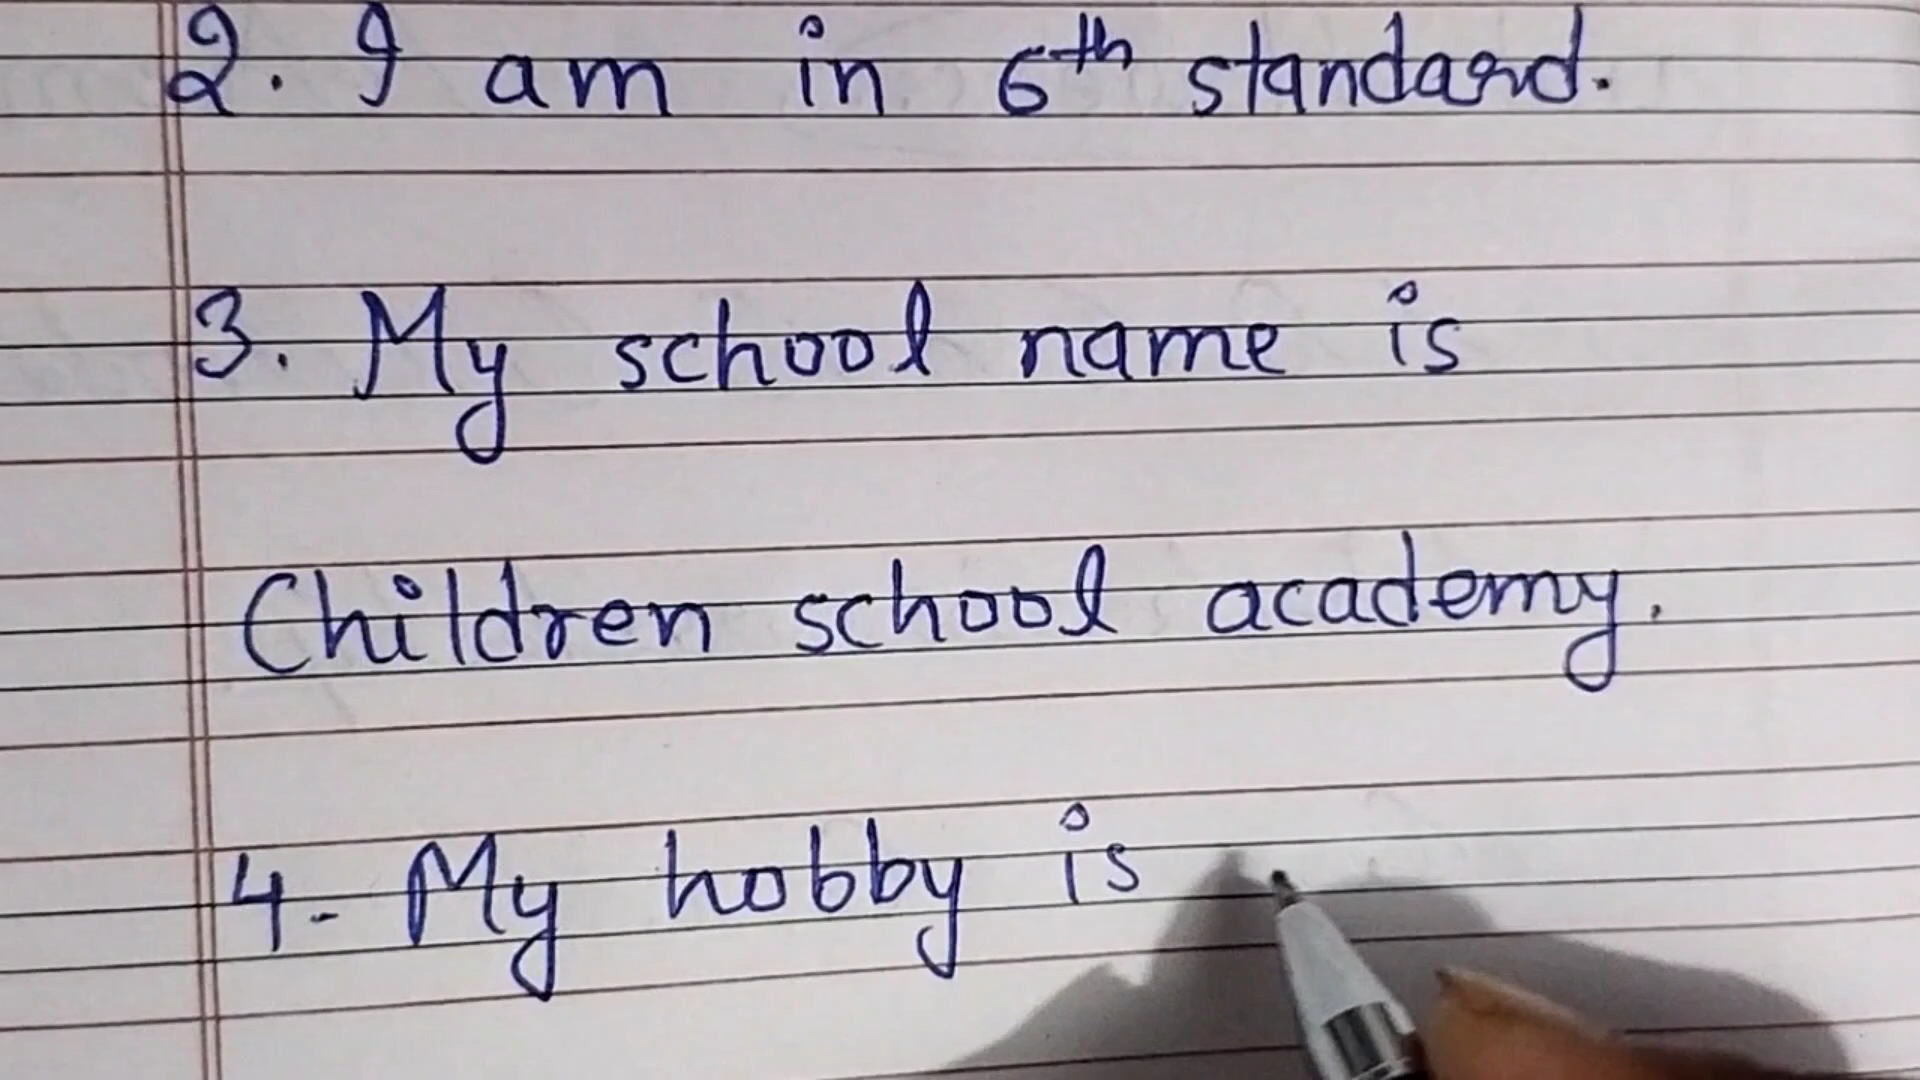 2. I am in 6th standard.
3. My school name is
Children school academy.
4. My hobby is